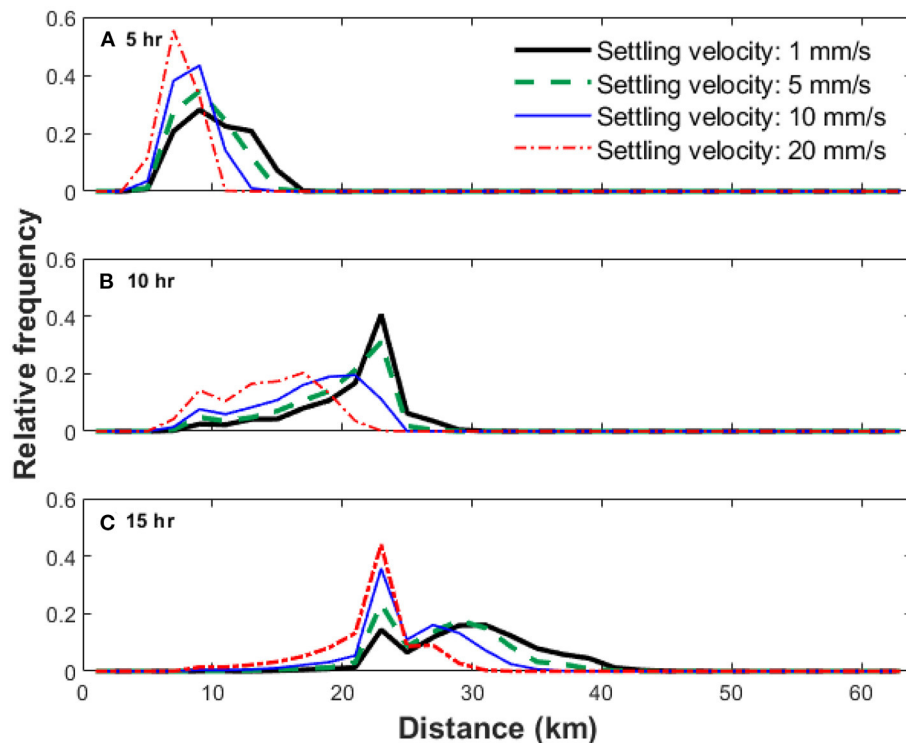 0.6
A 5 hr
Settling velocity: 1 mm/s
Settling velocity: 5 mm/s
Settling velocity: 10 mm/s
Settling velocity: 20 mm/s
0.4
0.2
0
0.6
B 10 hr
0.4
0.2
0
Relative frequency
0.6
C 15 hr
0.4
0.2
0
0 10 20 30 40 50 60
Distance (km)